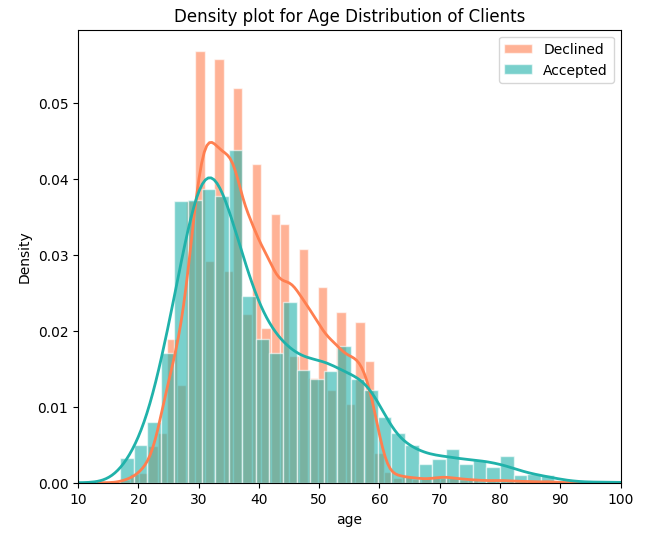 Density plot for Age Distribution of Clients
Declined
Accepted
0.05
0.04
0.03
0.02
0.01
0.00
Density
10 20 30 40 50 60 70 80 90 100
age